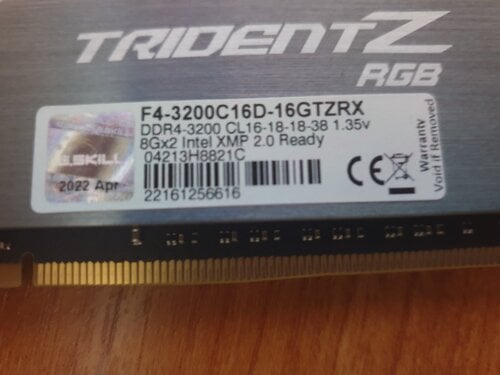 TRIDENTZ
RGB
F4-3200C16D-16GTZRX
DDR4-3200 CL16-18-18-38 1.35v
8Gx2 Intel XMP 2.0 Ready
04213H8821C
G.SKILL
2022 Apr
22161256616
CE
Warranty
Void if Removed